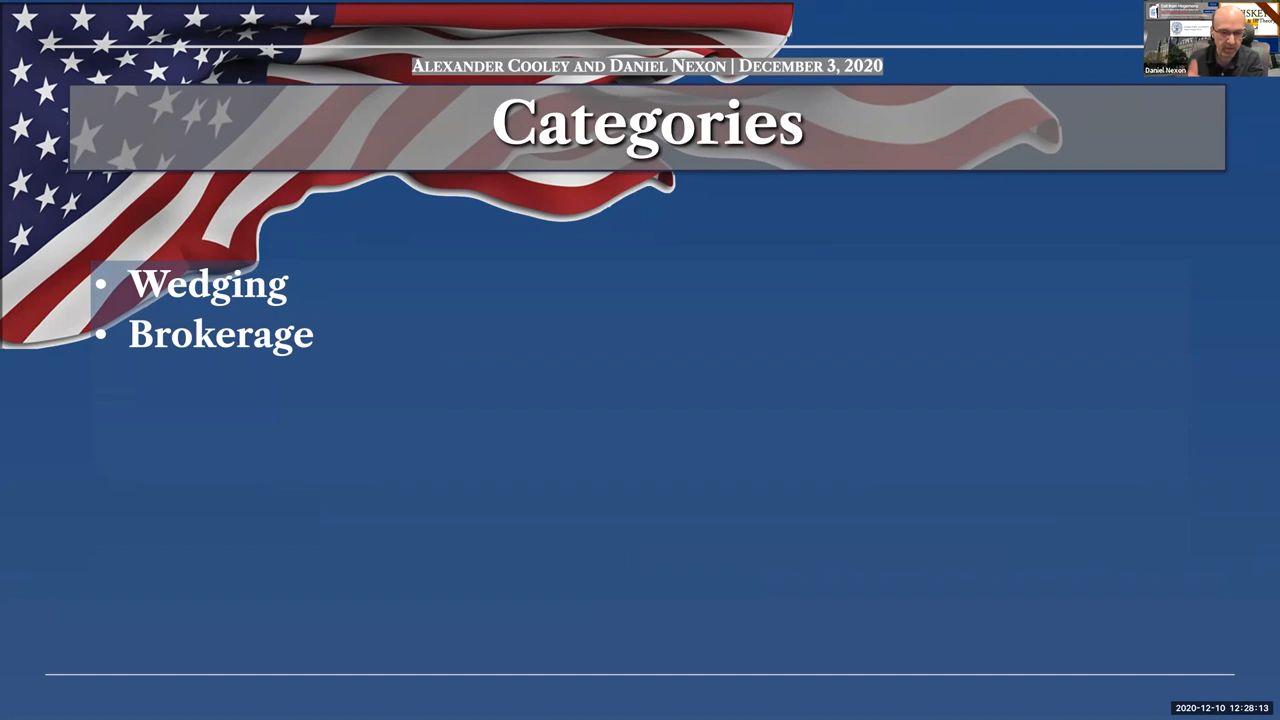 ALEXANDER COOLEY AND DANIEL NEXON | DECEMBER 3, 2020
Categories
• Wedging
• Brokerage
Daniel Nexon
2020-12-10 12:28:13